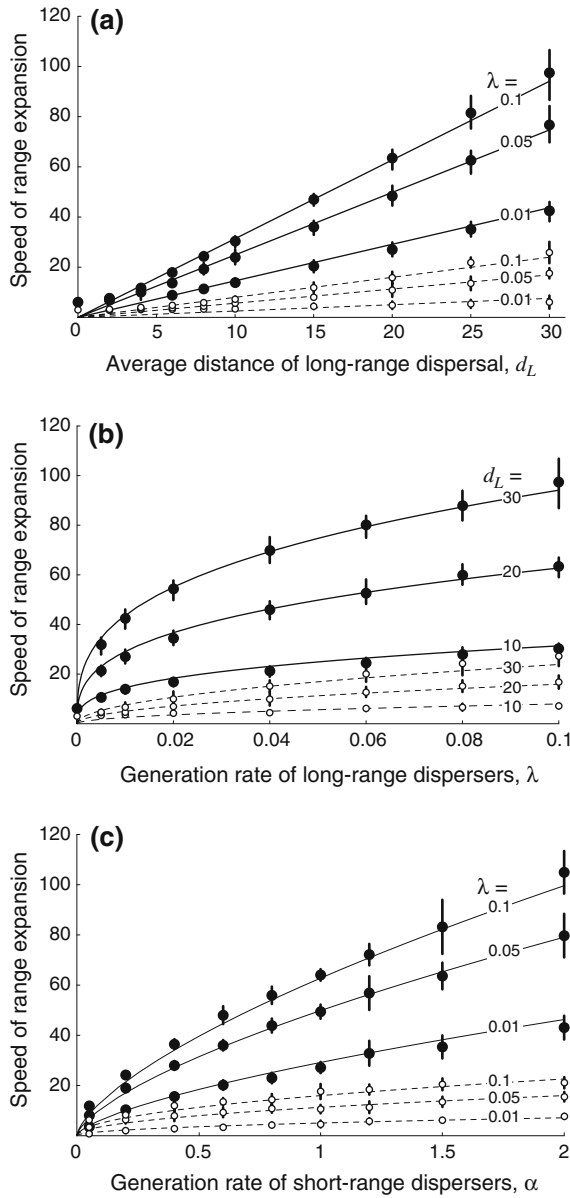 (a)
120
100
80
60
40
20
Speed of range expansion
λ =
0.1
0.05
0.01
0.1
0.05
0.01
0 5 10 15 20 25 30
Average distance of long-range dispersal, d_L
(b)
120
100
80
60
40
20
Speed of range expansion
d_L =
30
20
10
30
20
10
0 0.02 0.04 0.06 0.08 0.1
Generation rate of long-range dispersers, λ
(c)
120
100
80
60
40
20
Speed of range expansion
λ =
0.1
0.05
0.01
0.1
0.05
0.01
0 0.5 1 1.5 2
Generation rate of short-range dispersers, α